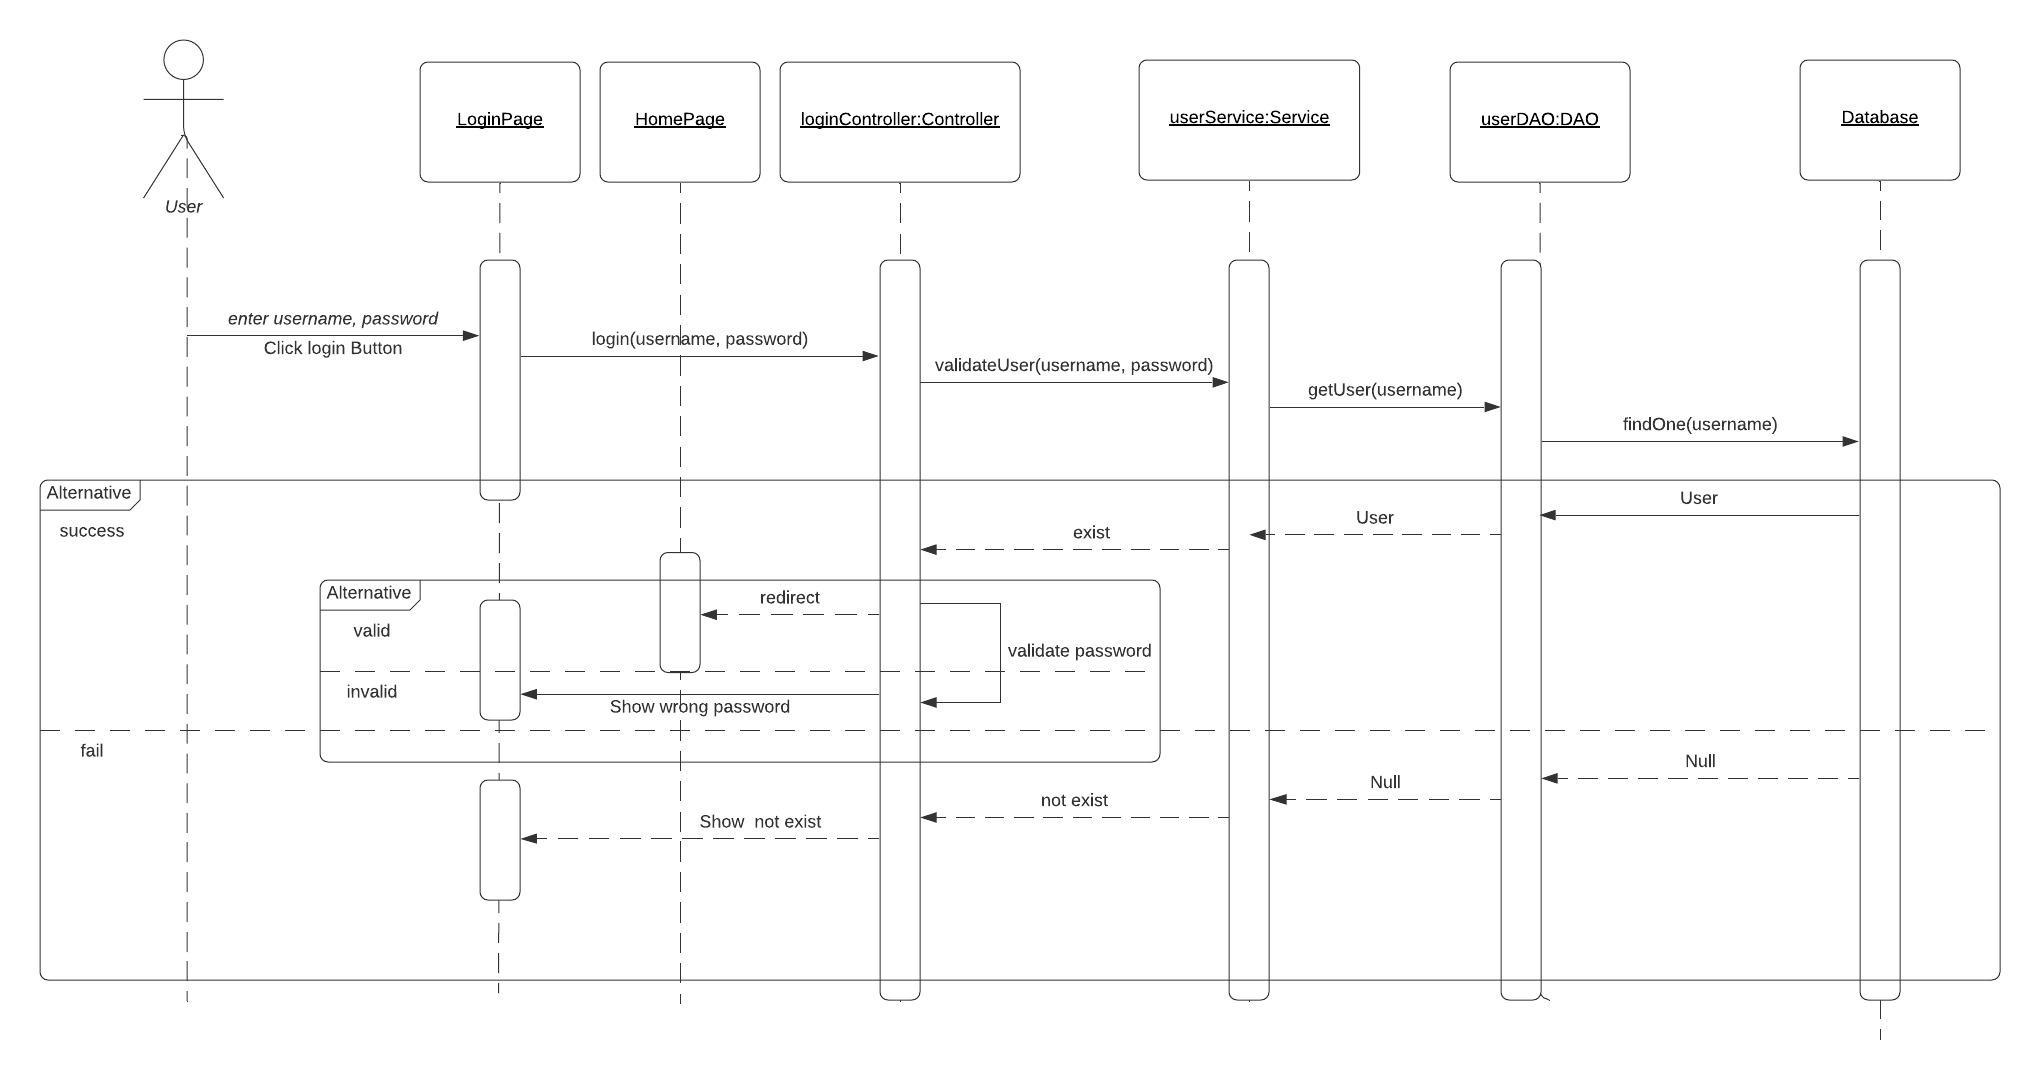 LoginPage
HomePage
loginController:Controller
userService:Service
userDAO:DAO
Database
User
enter username, password
Click login Button
login(username, password)
validateUser(username, password)
getUser(username)
findOne(username)
Alternative
success
User
User
exist
Alternative
valid
redirect
validate password
invalid
Show wrong password
fail
Null
Null
not exist
Show  not exist